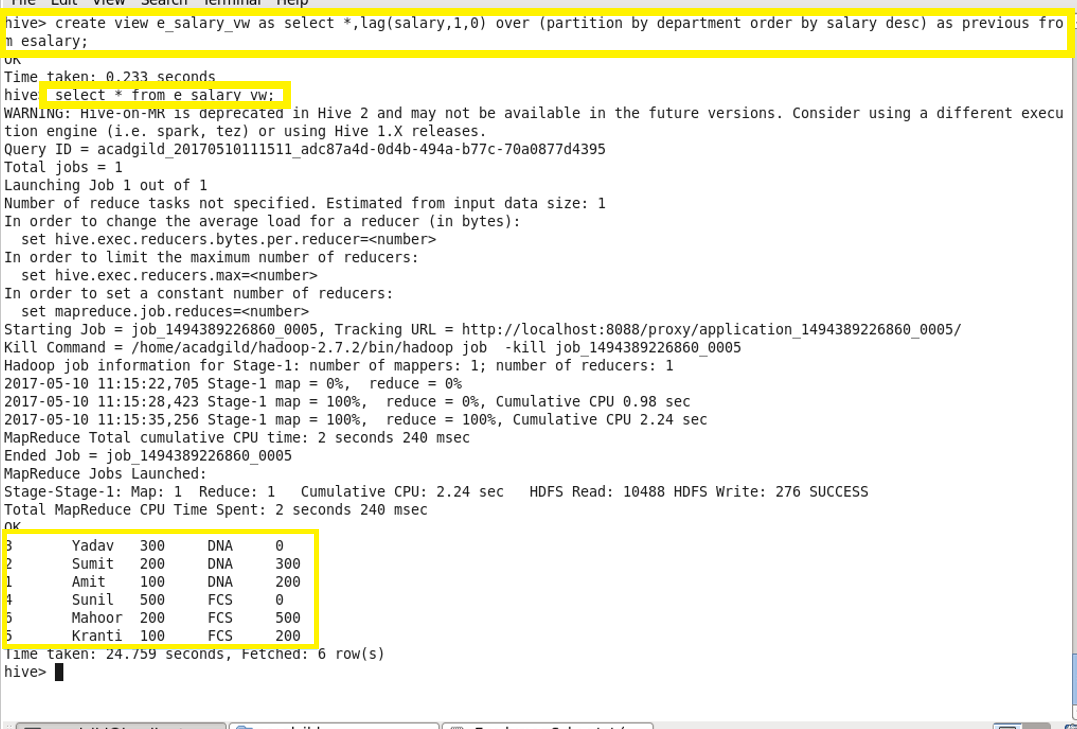 File Edit View Search Terminal Help
hive> create view e_salary_vw as select *,lag(salary,1,0) over (partition by department order by salary desc) as previous fro
m esalary;
OK
Time taken: 0.233 seconds
hive> select * from e_salary_vw;
WARNING: Hive-on-MR is deprecated in Hive 2 and may not be available in the future versions. Consider using a different execu
tion engine (i.e. spark, tez) or using Hive 1.X releases.
Query ID = acadgild_20170510111511_adc87a4d-0d4b-494a-b77c-70a0877d4395
Total jobs = 1
Launching Job 1 out of 1
Number of reduce tasks not specified. Estimated from input data size: 1
In order to change the average load for a reducer (in bytes):
set hive.exec.reducers.bytes.per.reducer=<number>
In order to limit the maximum number of reducers:
set hive.exec.reducers.max=<number>
In order to set a constant number of reducers:
set mapreduce.job.reduces=<number>
Starting Job = job_1494389226860_0005, Tracking URL = http://localhost:8088/proxy/application_1494389226860_0005/
Kill Command = /home/acadgild/hadoop-2.7.2/bin/hadoop job  -kill job_1494389226860_0005
Hadoop job information for Stage-1: number of mappers: 1; number of reducers: 1
2017-05-10 11:15:22,705 Stage-1 map = 0%,  reduce = 0%
2017-05-10 11:15:28,423 Stage-1 map = 100%,  reduce = 0%, Cumulative CPU 0.98 sec
2017-05-10 11:15:35,256 Stage-1 map = 100%,  reduce = 100%, Cumulative CPU 2.24 sec
MapReduce Total cumulative CPU time: 2 seconds 240 msec
Ended Job = job_1494389226860_0005
MapReduce Jobs Launched:
Stage-Stage-1: Map: 1  Reduce: 1   Cumulative CPU: 2.24 sec   HDFS Read: 10488 HDFS Write: 276 SUCCESS
Total MapReduce CPU Time Spent: 2 seconds 240 msec
OK
3 Yadav 300 DNA 0
2 Sumit 200 DNA 300
1 Amit 100 DNA 200
4 Sunil 500 FCS 0
6 Mahoor 200 FCS 500
5 Kranti 100 FCS 200
Time taken: 24.759 seconds, Fetched: 6 row(s)
hive>